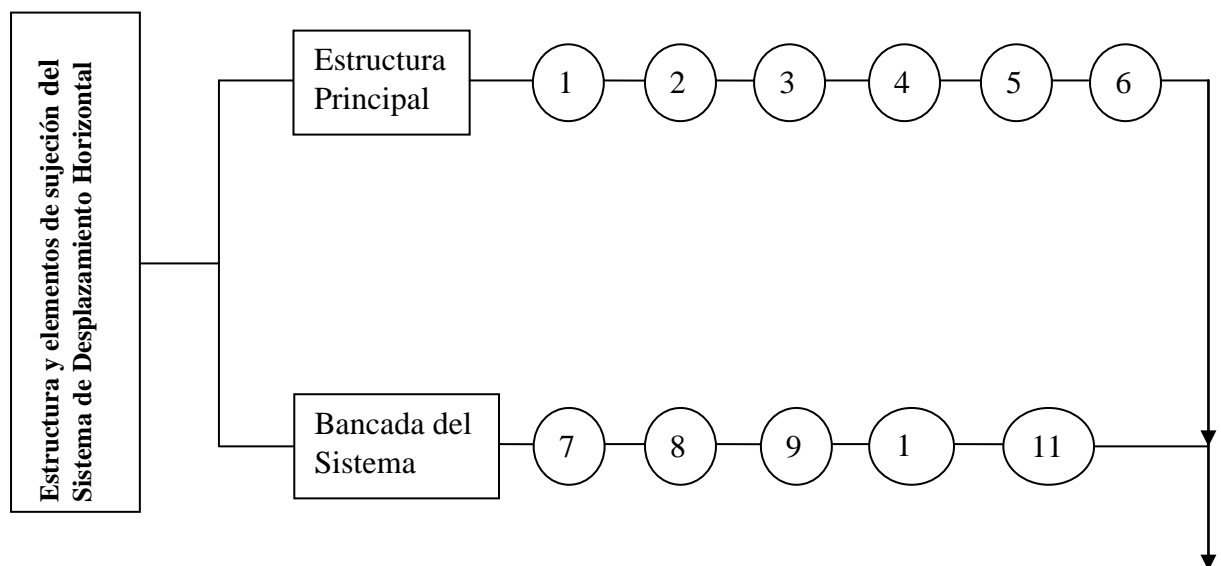 Estructura y elementos de sujeción del
Sistema de Desplazamiento Horizontal
Estructura
Principal
1 2 3 4 5 6
Bancada del
Sistema
7 8 9 1 11